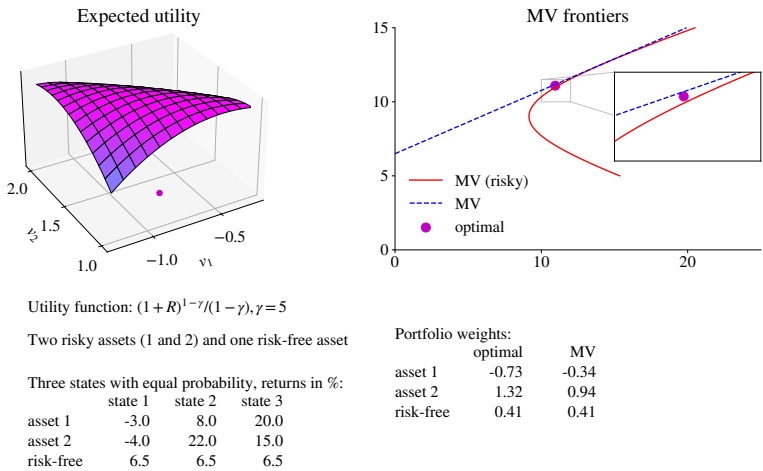 Expected utility
2.0
1.5
1.0
v₂
−1.0
−0.5
v₁
MV frontiers
15
10
5
0
0
10
20
MV (risky)
MV
optimal
Utility function: (1 + R)^{1−γ}/(1 − γ), γ = 5
Two risky assets (1 and 2) and one risk-free asset
Three states with equal probability, returns in %:
state 1 state 2 state 3
asset 1 -3.0 8.0 20.0
asset 2 -4.0 22.0 15.0
risk-free 6.5 6.5 6.5
Portfolio weights:
optimal MV
asset 1 -0.73 -0.34
asset 2 1.32 0.94
risk-free 0.41 0.41